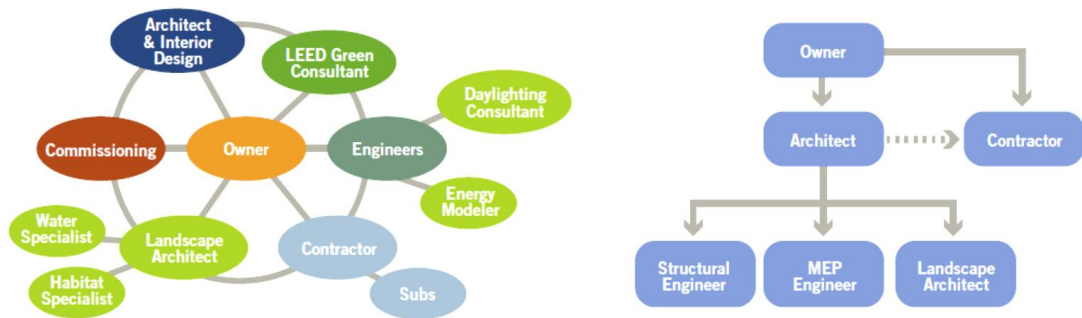 Architect
& Interior
Design
LEED Green
Consultant
Daylighting
Consultant
Commissioning
Owner
Engineers
Energy
Modeler
Water
Specialist
Landscape
Architect
Contractor
Habitat
Specialist
Subs
Owner
Architect
Contractor
Structural
Engineer
MEP
Engineer
Landscape
Architect